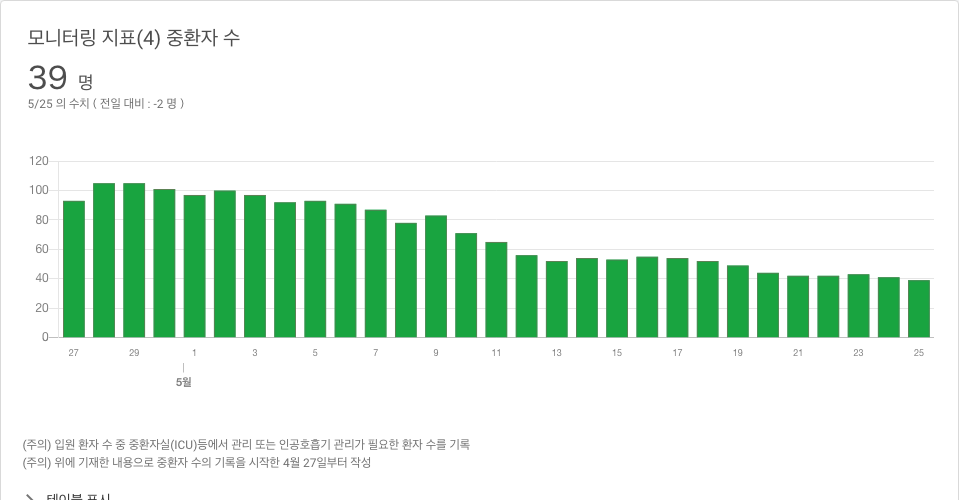 모니터링 지표(4) 중환자 수
39 명
5/25 의 수치 ( 전일 대비 : -2 명 )
120
100
80
60
40
20
0
27 29 1 3 5 7 9 11 13 15 17 19 21 23 25
5월
(주의) 입원 환자 수 중 중환자실(ICU)등에서 관리 또는 인공호흡기 관리가 필요한 환자 수를 기록
(주의) 위에 기재한 내용으로 중환자 수의 기록을 시작한 4월 27일부터 작성
테이블 표시